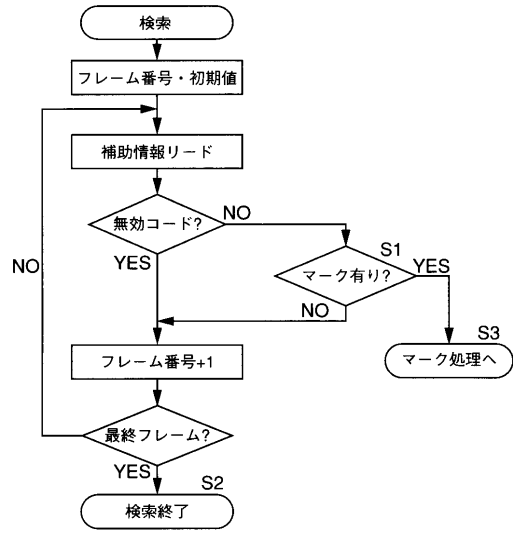 検索
フレーム番号・初期値
補助情報リード
無効コード?
NO
YES
S1
マーク有り?
YES
NO
NO
S3
マーク処理へ
フレーム番号+1
最終フレーム?
YES
S2
検索終了